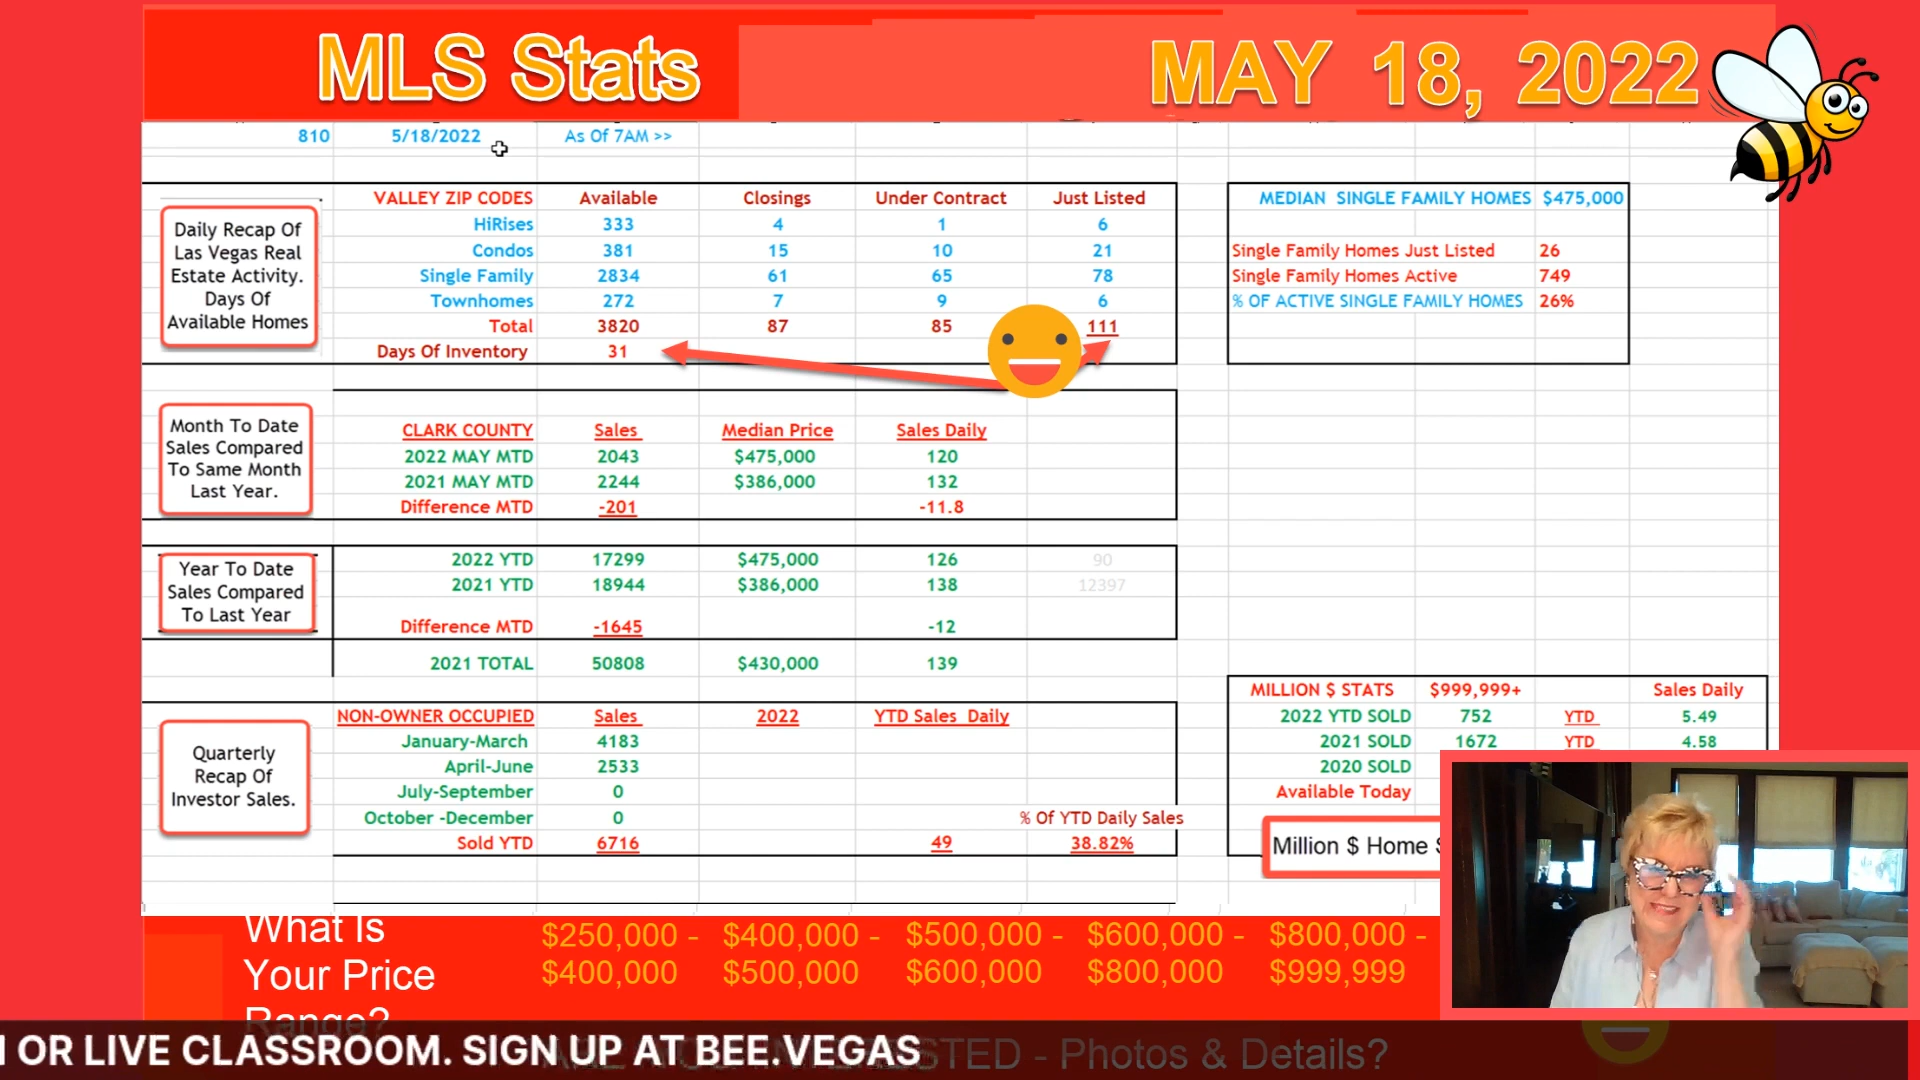 MLS Stats
MAY 18, 2022
810 5/18/2022 As Of 7AM >>
Daily Recap Of
Las Vegas Real
Estate Activity.
Days Of
Available Homes
VALLEY ZIP CODES Available Closings Under Contract Just Listed
HiRises 333 4 1 6
Condos 381 15 10 21
Single Family 2834 61 65 78
Townhomes 272 7 9 6
Total 3820 87 85 111
Days Of Inventory 31
MEDIAN SINGLE FAMILY HOMES $475,000
Single Family Homes Just Listed 26
Single Family Homes Active 749
% OF ACTIVE SINGLE FAMILY HOMES 26%
Month To Date
Sales Compared
To Same Month
Last Year.
CLARK COUNTY Sales Median Price Sales Daily
2022 MAY MTD 2043 $475,000 120
2021 MAY MTD 2244 $386,000 132
Difference MTD -201 -11.8
Year To Date
Sales Compared
To Last Year
2022 YTD 17299 $475,000 126 90
2021 YTD 18944 $386,000 138 12397
Difference MTD -1645 -12
2021 TOTAL 50808 $430,000 139
Quarterly
Recap Of
Investor Sales.
NON-OWNER OCCUPIED Sales 2022 YTD Sales Daily
January-March 4183
April-June 2533
July-September 0
October -December 0 % Of YTD Daily Sales
Sold YTD 6716 49 38.82%
MILLION $ STATS $999,999+ Sales Daily
2022 YTD SOLD 752 YTD 5.49
2021 SOLD 1672 YTD 4.58
2020 SOLD
Available Today
Million $ Home
What Is
Your Price
Range?
$250,000 - $400,000 - $500,000 - $600,000 - $800,000 -
$400,000 $500,000 $600,000 $800,000 $999,999
OR LIVE CLASSROOM. SIGN UP AT BEE.VEGAS
- Photos & Details?